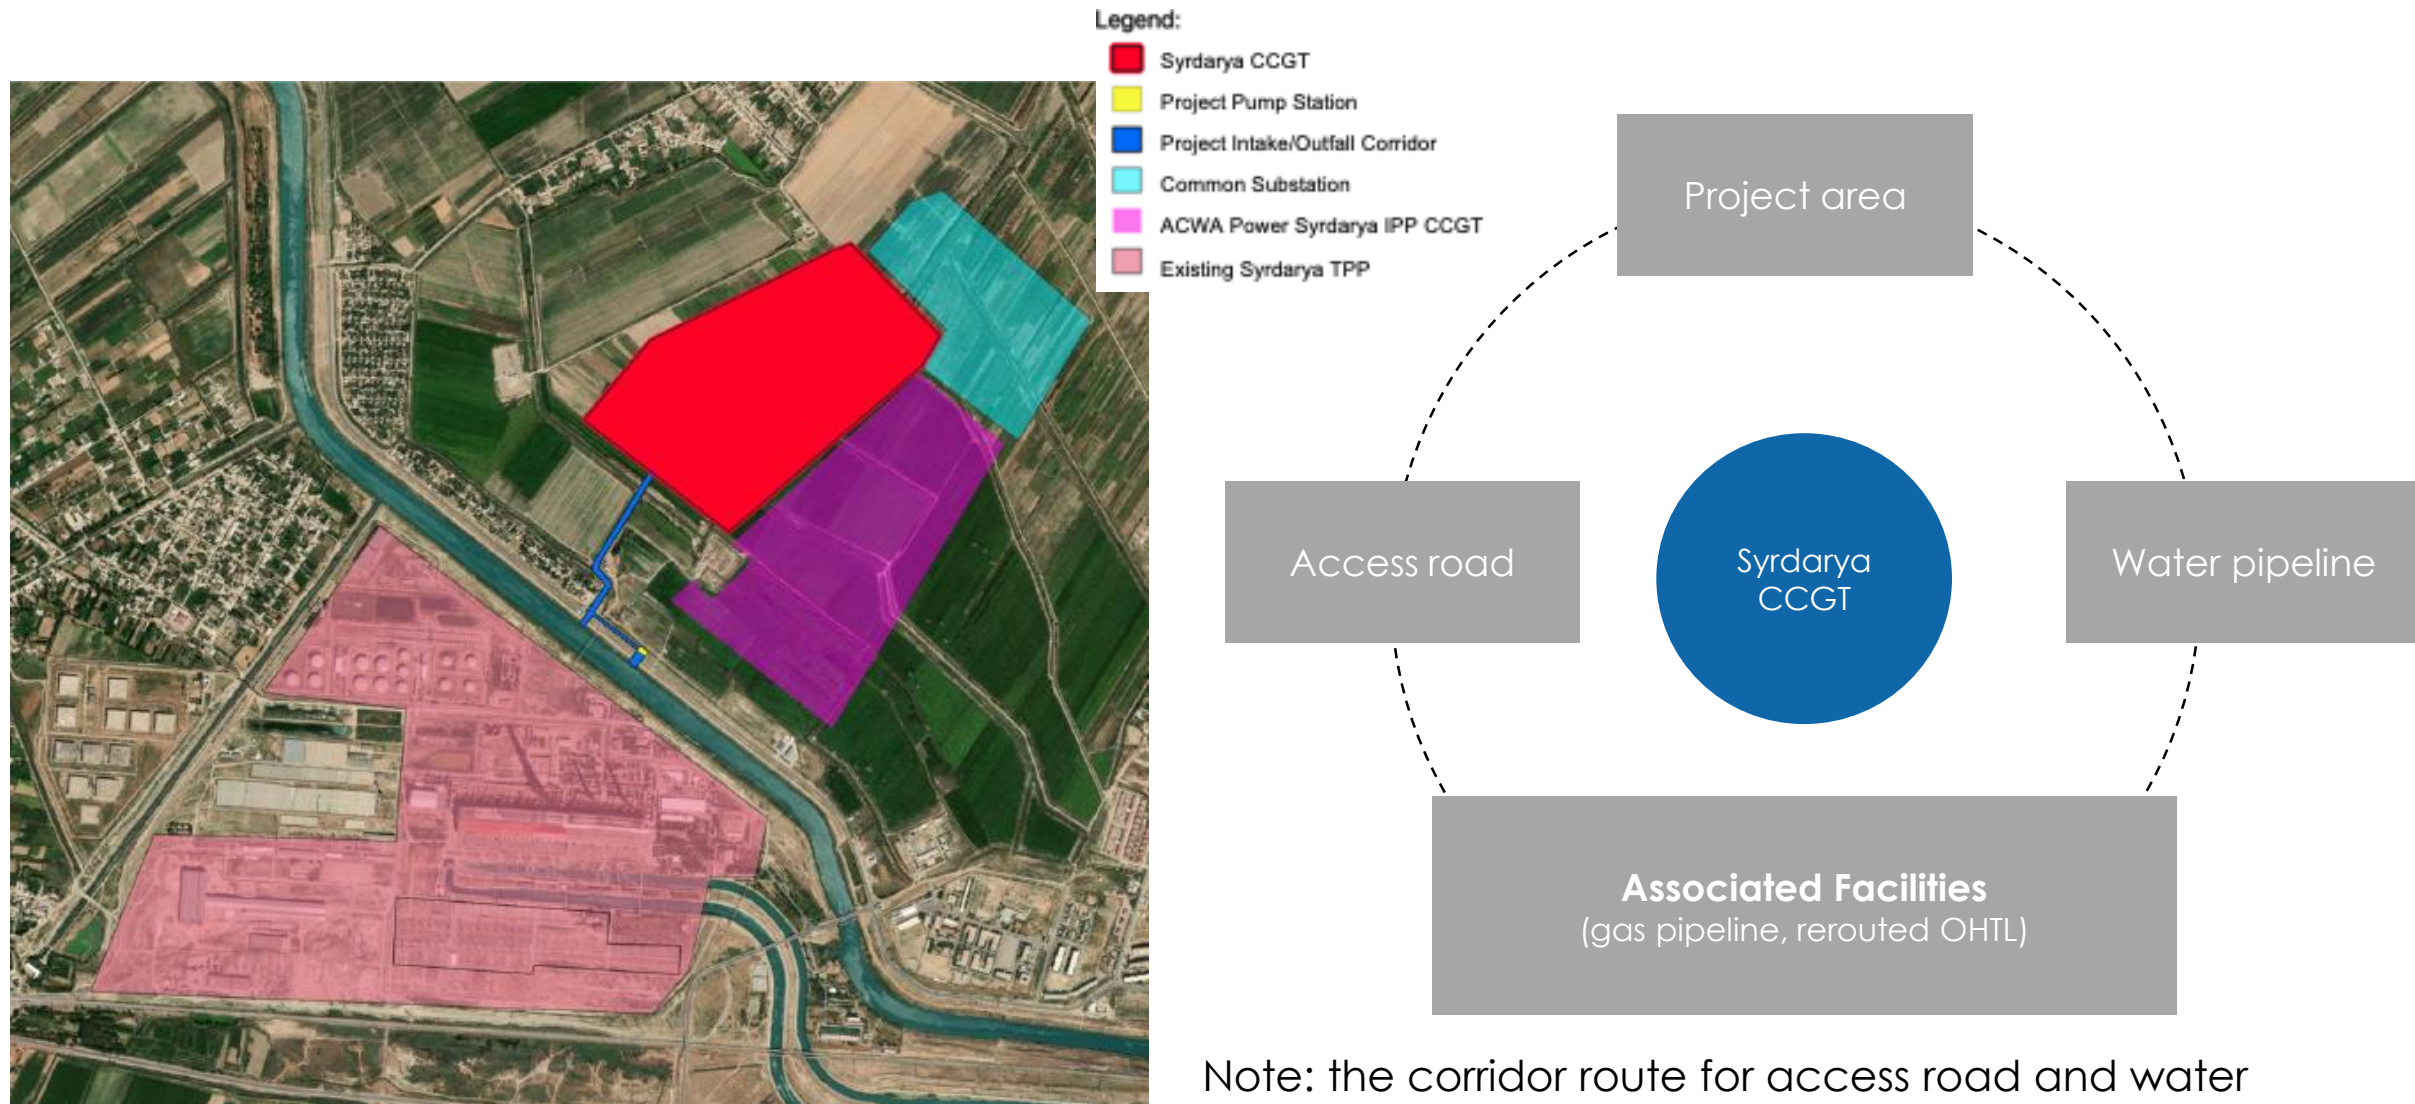 Legend:
Syrdarya CCGT
Project Pump Station
Project Intake/Outfall Corridor
Common Substation
ACWA Power Syrdarya IPP CCGT
Existing Syrdarya TPP
Project area
Access road
Syrdarya
CCGT
Water pipeline
Associated Facilities
(gas pipeline, rerouted OHTL)
Note: the corridor route for access road and water